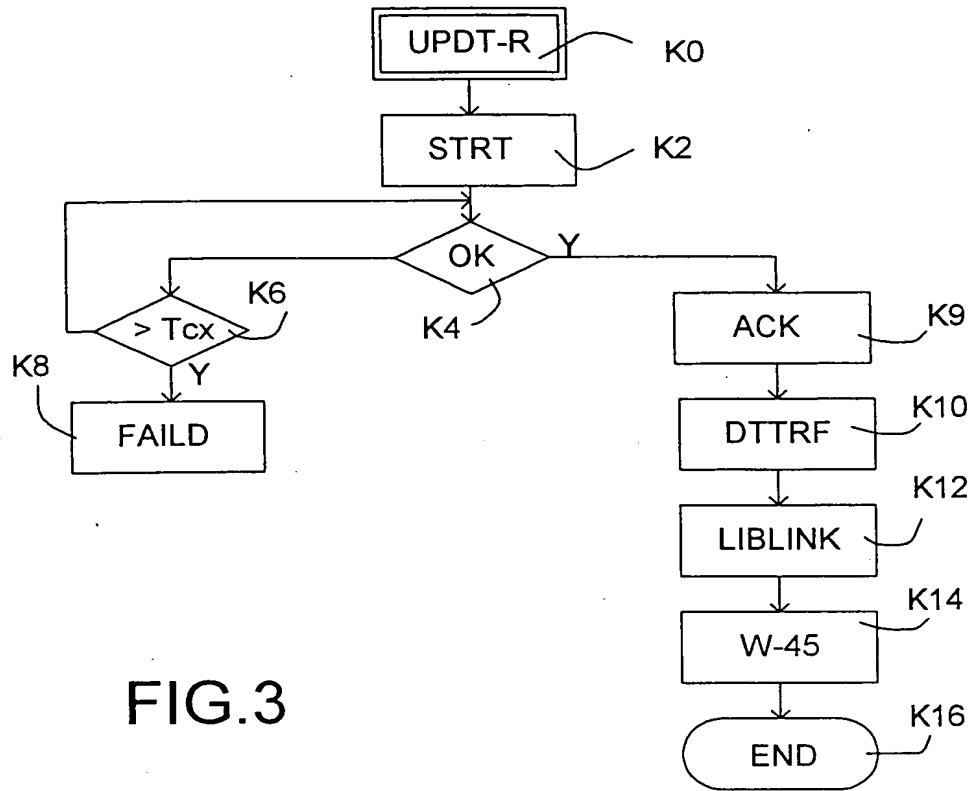 UPDT-R
K0
STRT
K2
OK
Y
K4
> Tcx
K6
Y
K8
FAILD
ACK
K9
DTTRF
K10
LIBLINK
K12
W-45
K14
END
K16
FIG.3